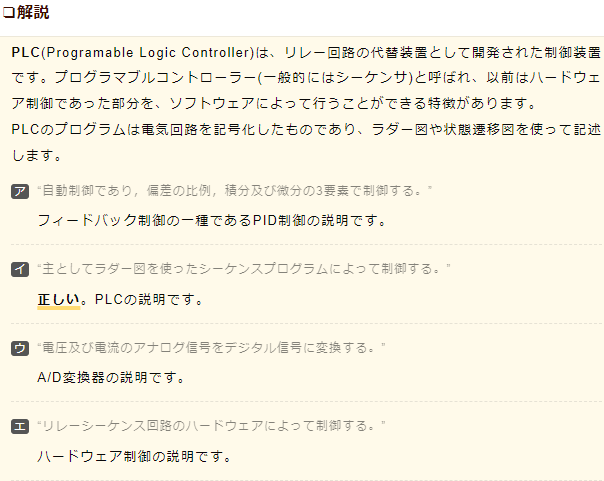 ❏解説
PLC(Programable Logic Controller)は、リレー回路の代替装置として開発された制御装置
です。プログラマブルコントローラー(一般的にはシーケンサ)と呼ばれ、以前はハードウェ
ア制御であった部分を、ソフトウェアによって行うことができる特徴があります。
PLCのプログラムは電気回路を記号化したものであり、ラダー図や状態遷移図を使って記述
します。
ア “自動制御であり，偏差の比例，積分及び微分の3要素で制御する。”
フィードバック制御の一種であるPID制御の説明です。
イ “主としてラダー図を使ったシーケンスプログラムによって制御する。”
正しい。PLCの説明です。
ウ “電圧及び電流のアナログ信号をデジタル信号に変換する。”
A/D変換器の説明です。
エ “リレーシーケンス回路のハードウェアによって制御する。”
ハードウェア制御の説明です。